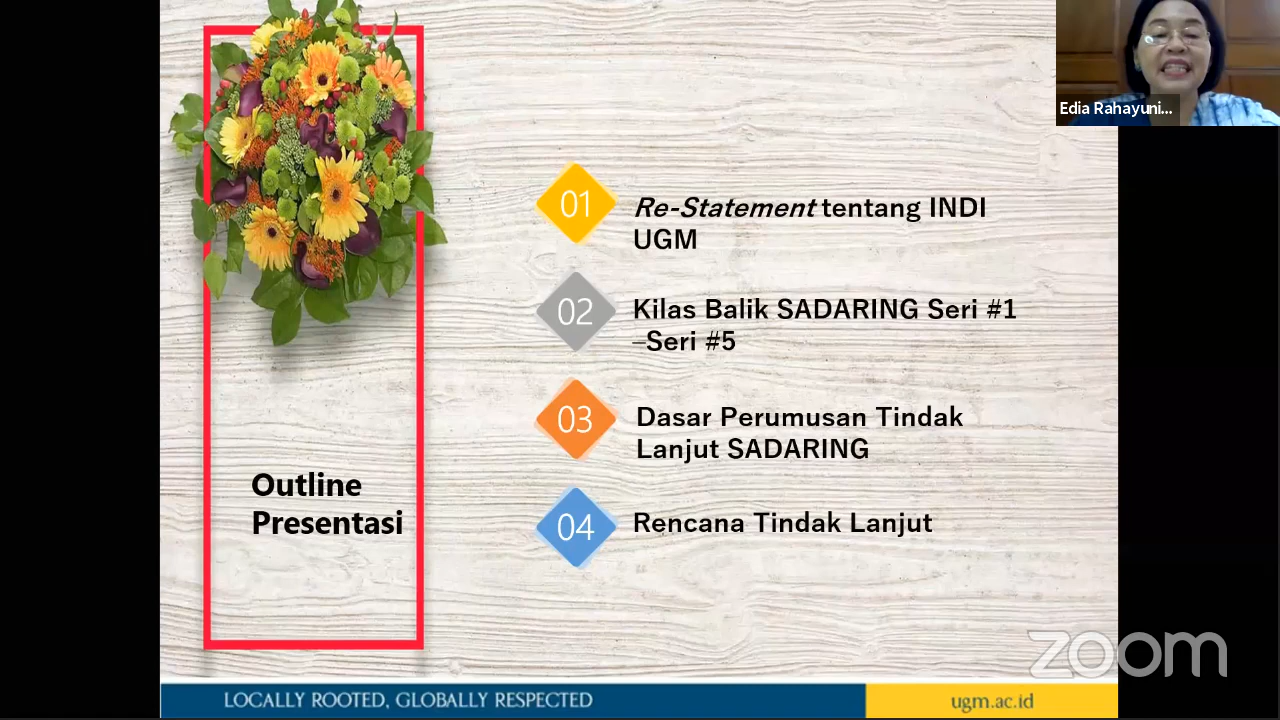 Edia Rahayuni...
01
Re-Statement tentang INDI
UGM
02
Kilas Balik SADARING Seri #1
–Seri #5
03
Dasar Perumusan Tindak
Lanjut SADARING
04
Rencana Tindak Lanjut
Outline
Presentasi
zoom
LOCALLY ROOTED, GLOBALLY RESPECTED
ugm.ac.id